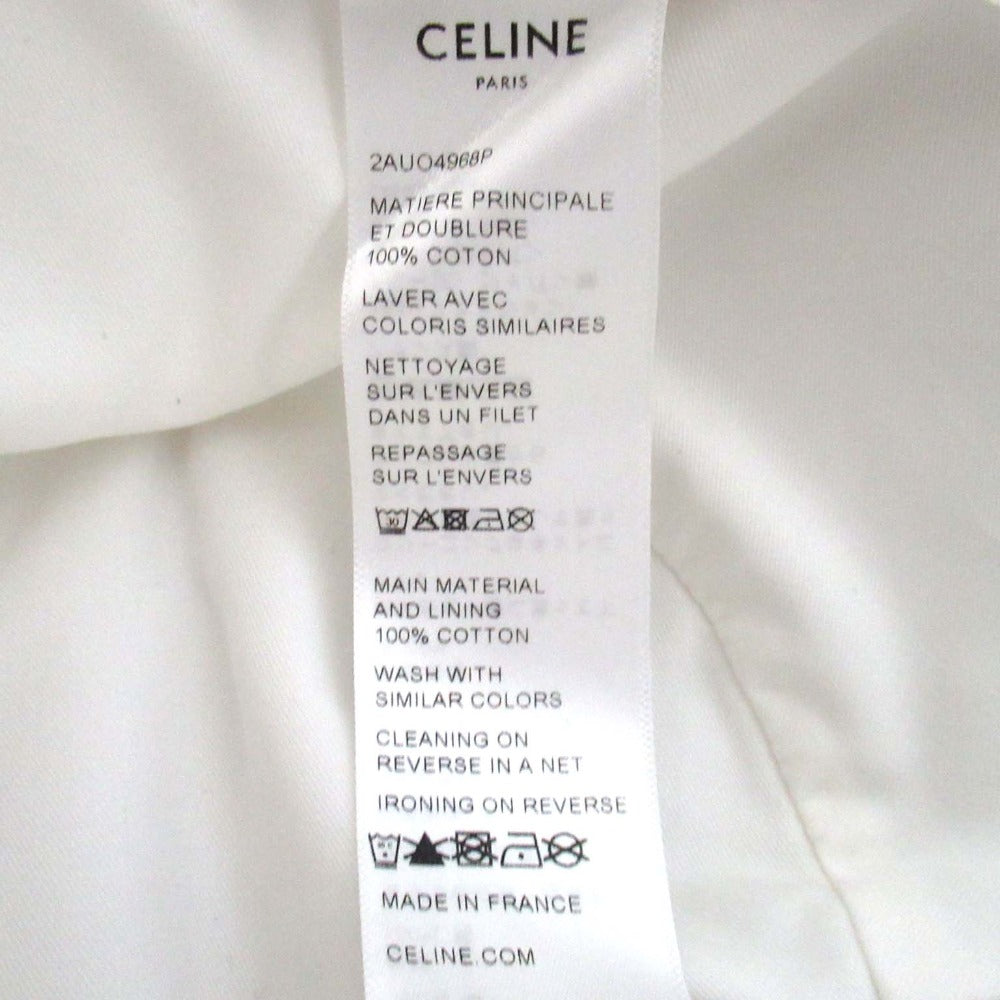 CELINE
PARIS
2AUO4968P
MATIERE PRINCIPALE
ET DOUBLURE
100% COTON
LAVER AVEC
COLORIS SIMILAIRES
NETTOYAGE
SUR L'ENVERS
DANS UN FILET
REPASSAGE
SUR L'ENVERS
30
MAIN MATERIAL
AND LINING
100% COTTON
WASH WITH
SIMILAR COLORS
CLEANING ON
REVERSE IN A NET
IRONING ON REVERSE
MADE IN FRANCE
CELINE.COM